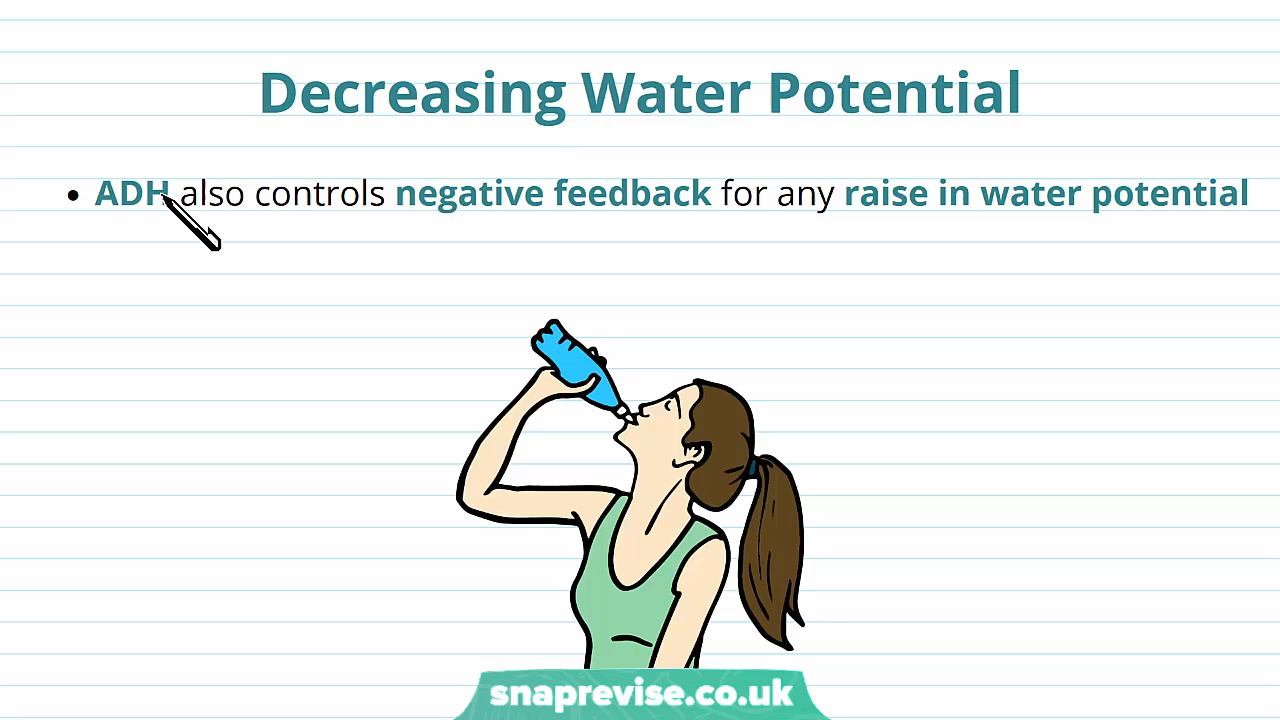 Decreasing Water Potential
• ADH also controls negative feedback for any raise in water potential
snaprevise.co.uk